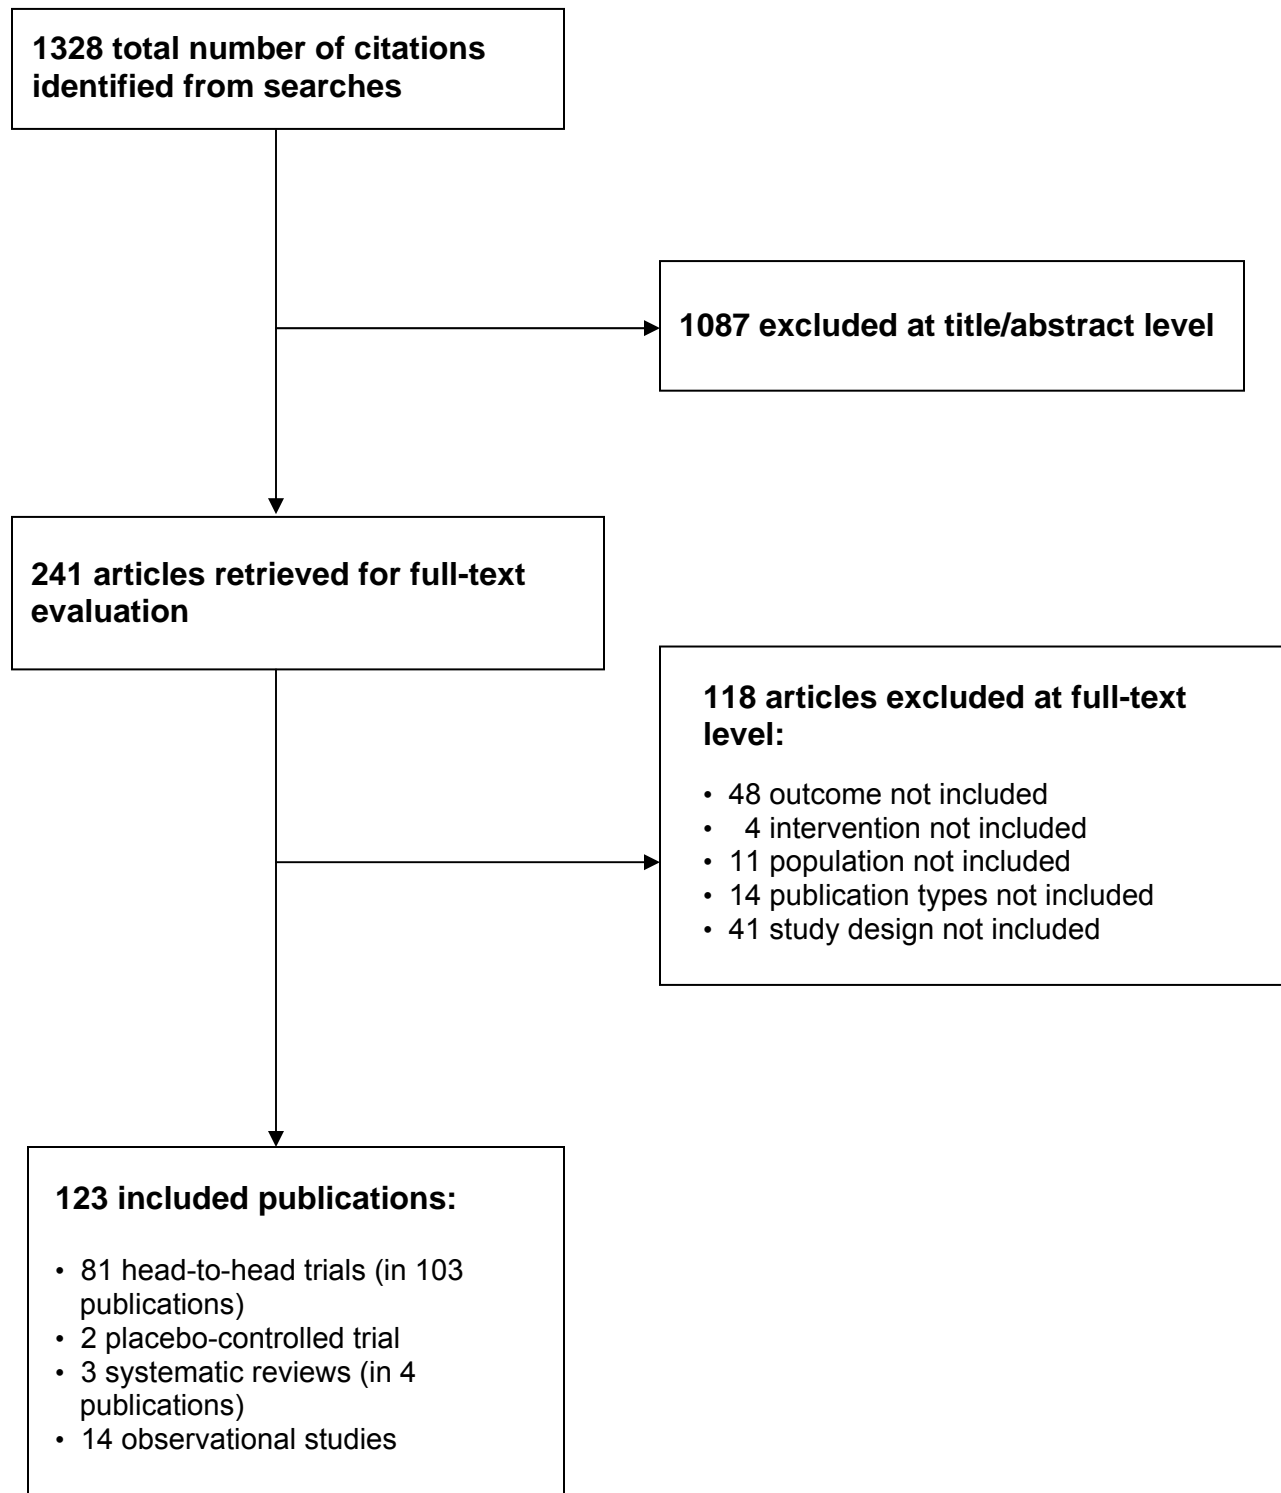 1328 total number of citations
identified from searches
1087 excluded at title/abstract level
241 articles retrieved for full-text
evaluation
118 articles excluded at full-text
level:
• 48 outcome not included
• 4 intervention not included
• 11 population not included
• 14 publication types not included
• 41 study design not included
123 included publications:
• 81 head-to-head trials (in 103
publications)
• 2 placebo-controlled trial
• 3 systematic reviews (in 4
publications)
• 14 observational studies